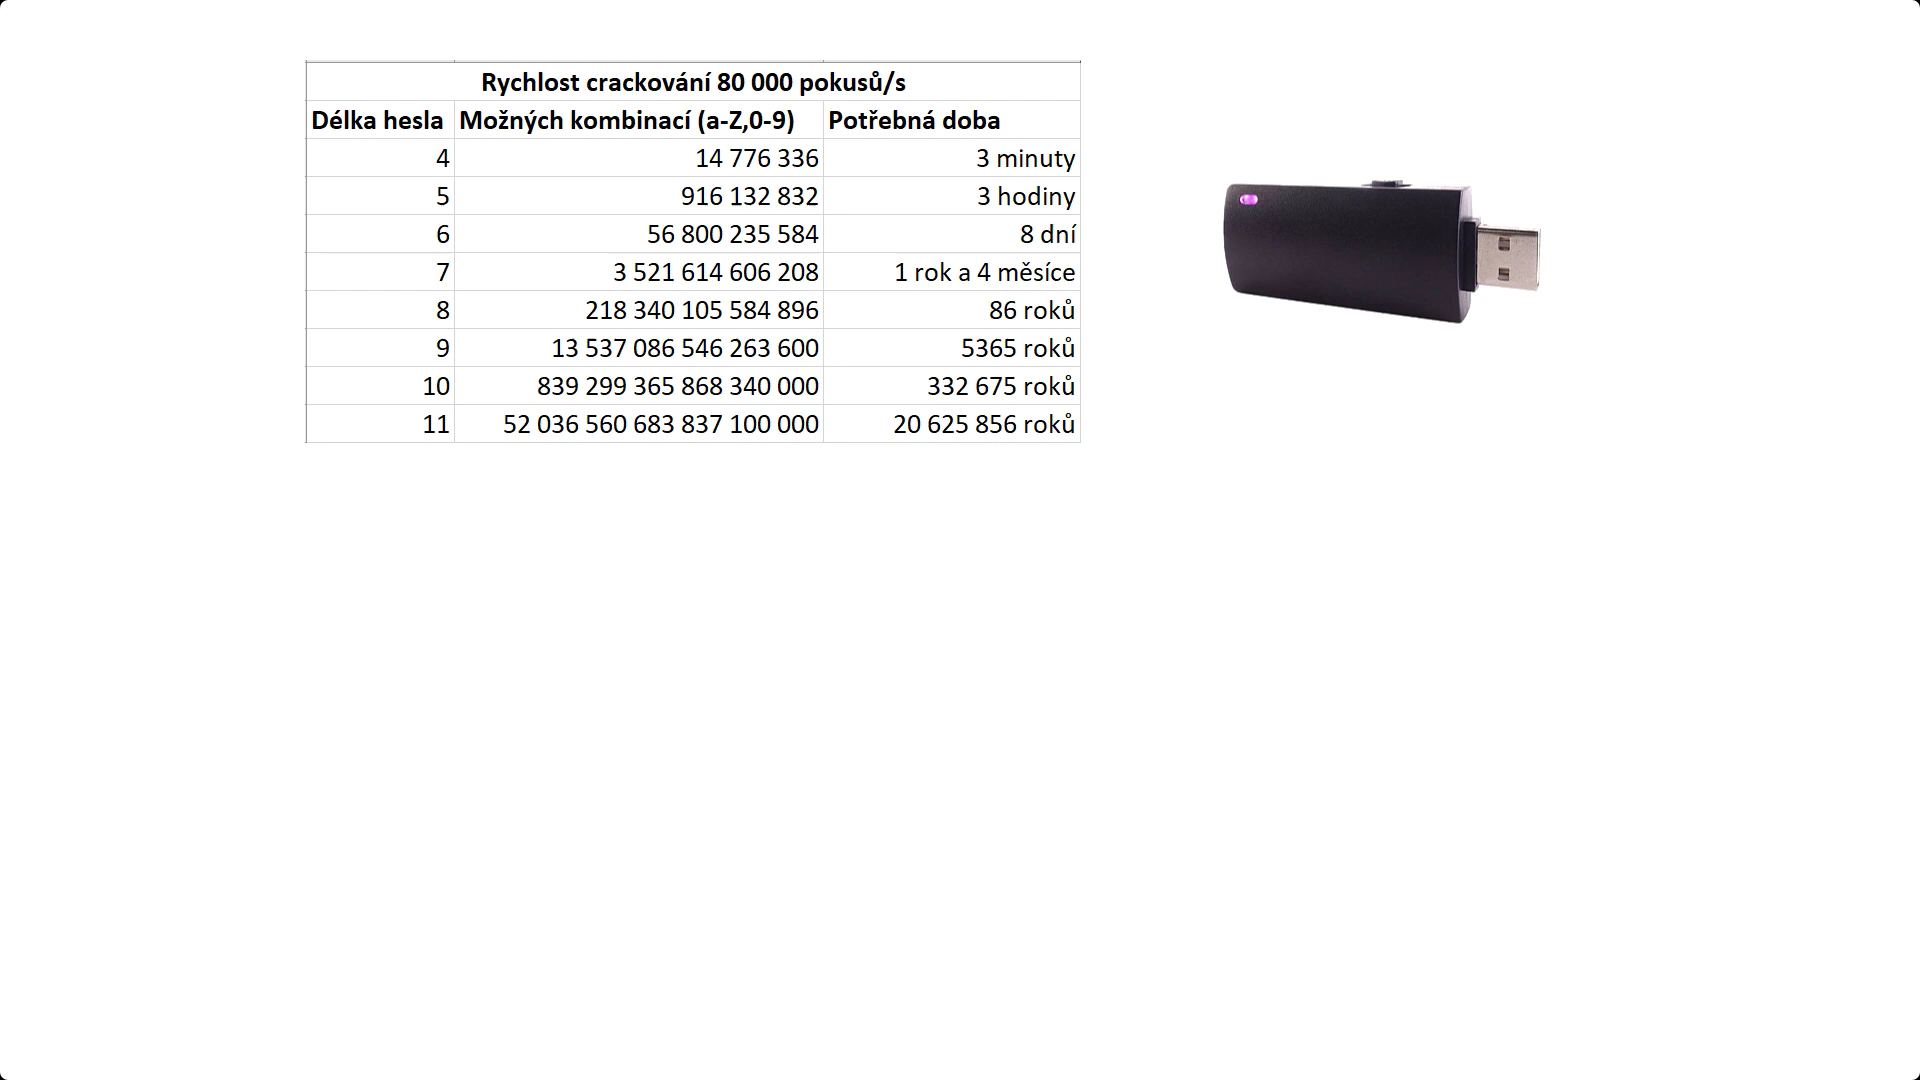 Rychlost crackování 80 000 pokusů/s
Délka hesla Možných kombinací (a-Z,0-9) Potřebná doba
4 14 776 336 3 minuty
5 916 132 832 3 hodiny
6 56 800 235 584 8 dní
7 3 521 614 606 208 1 rok a 4 měsíce
8 218 340 105 584 896 86 roků
9 13 537 086 546 263 600 5365 roků
10 839 299 365 868 340 000 332 675 roků
11 52 036 560 683 837 100 000 20 625 856 roků